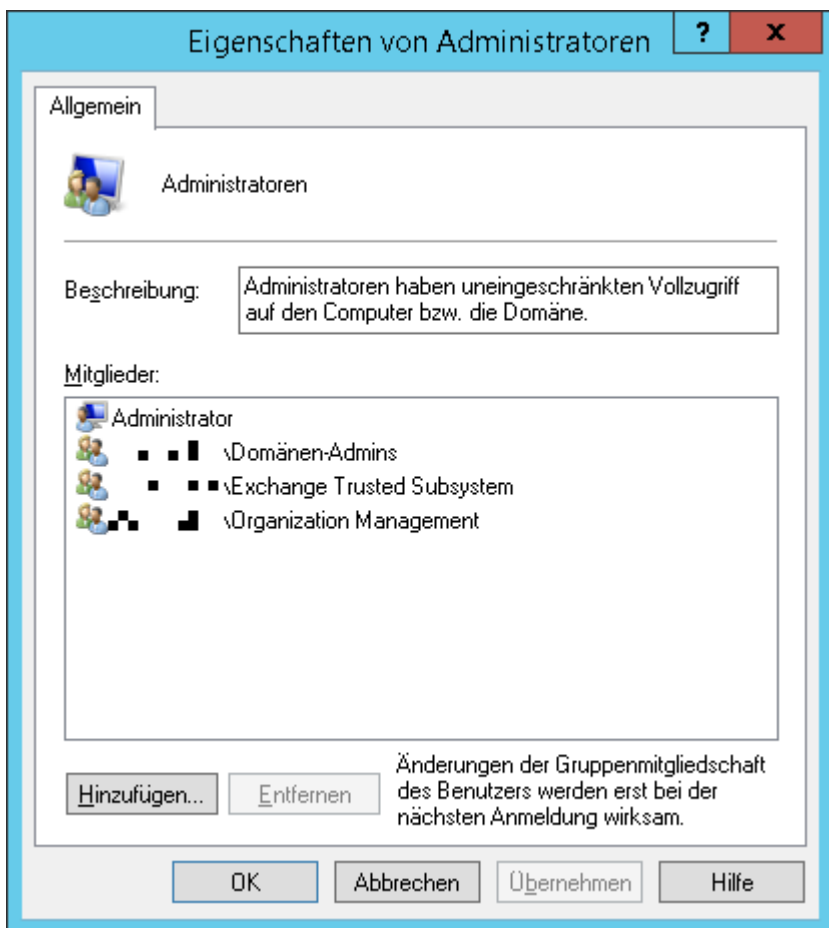 Eigenschaften von Administratoren
?
x
Allgemein
Administratoren
Beschreibung:
Administratoren haben uneingeschränkten Vollzugriff
auf den Computer bzw. die Domäne.
Mitglieder:
Administrator
\Domänen-Admins
\Exchange Trusted Subsystem
\Organization Management
Hinzufügen...
Entfernen
Änderungen der Gruppenmitgliedschaft
des Benutzers werden erst bei der
nächsten Anmeldung wirksam.
OK
Abbrechen
Übernehmen
Hilfe